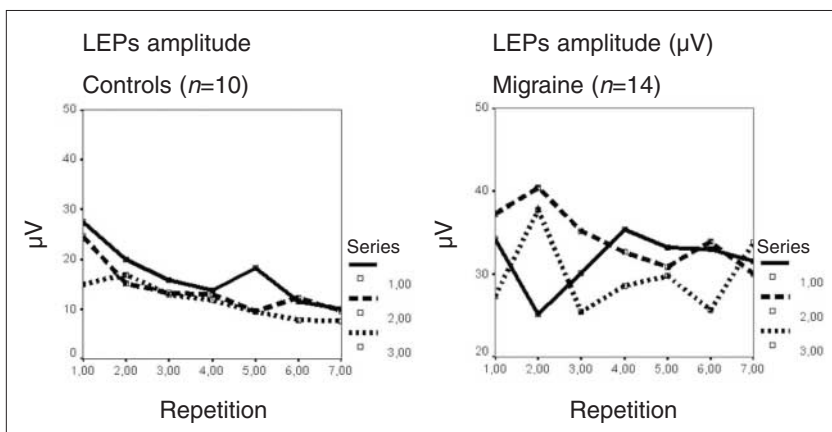 LEPs amplitude
Controls (n=10)
50
40
30
20
10
0
µV
1,00 2,00 3,00 4,00 5,00 6,00 7,00
Repetition
Series
1,00
2,00
3,00
LEPs amplitude (µV)
Migraine (n=14)
50
40
30
20
µV
1,00 2,00 3,00 4,00 5,00 6,00 7,00
Repetition
Series
1,00
2,00
3,00